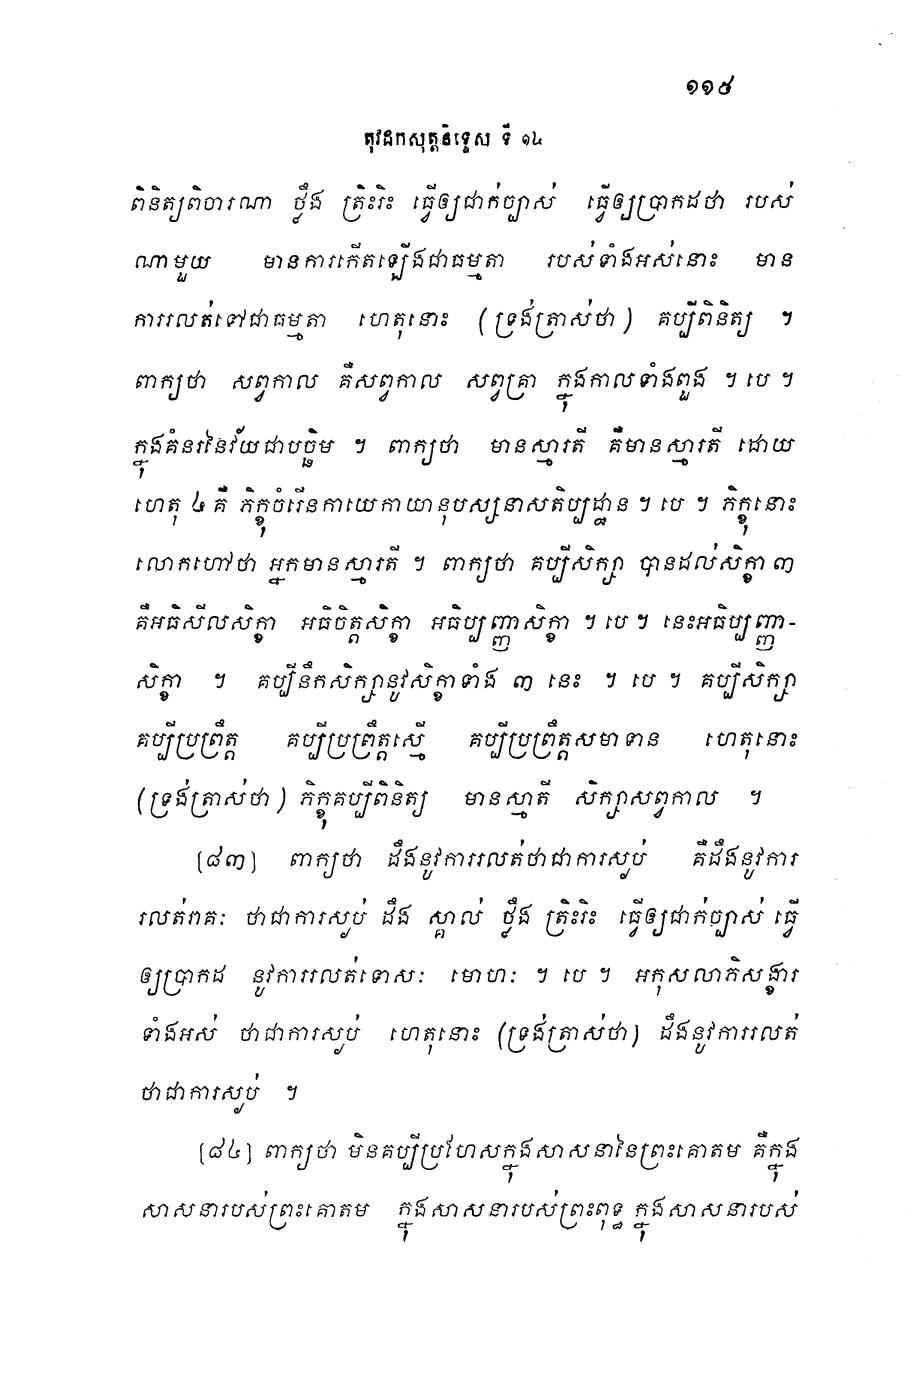 ១១៥
តុវដកសុត្តនិទ្ទេស ទី ១៤
ពិនិត្យពិចារណា ថ្លឹង ត្រិះរិះ ធ្វើឲ្យជាក់ច្បាស់ ធ្វើឲ្យប្រាកដថា របស់
ណាមួយ មានការកើតឡើងជាធម្មតា របស់ទាំងអស់នោះ មាន
ការរលត់ទៅជាធម្មតា ហេតុនោះ (ទ្រង់ត្រាស់ថា) គប្បីពិនិត្យ ។
ពាក្យថា សព្វកាល គឺសព្វកាល សព្វគ្រា ក្នុងកាលទាំងពួង ។ បេ ។
ក្នុងគំនរនៃវ័យជាបច្ឆិម ។ ពាក្យថា មានស្មារតី គឺមានស្មារតី ដោយ
ហេតុ ៤ គឺ ភិក្ខុចំរើនកាយេកាយានុបស្សនាសតិប្បដ្ឋាន ។ បេ ។ ភិក្ខុនោះ
លោកហៅថា អ្នកមានស្មារតី ។ ពាក្យថា គប្បីសិក្សា បានដល់សិក្ខា ៣
គឺអធិសីលសិក្ខា អធិចិត្តសិក្ខា អធិប្បញ្ញាសិក្ខា ។ បេ ។ នេះអធិប្បញ្ញា-
សិក្ខា ។ គប្បីនឹកសិក្សានូវសិក្ខាទាំង ៣ នេះ ។ បេ ។ គប្បីសិក្សា
គប្បីប្រព្រឹត្ត គប្បីប្រព្រឹត្តស្មើ គប្បីប្រព្រឹត្តសមាទាន ហេតុនោះ
(ទ្រង់ត្រាស់ថា) ភិក្ខុគប្បីពិនិត្យ មានស្មាតី សិក្សាសព្វកាល ។
[៨៣] ពាក្យថា ដឹងនូវការរលត់ថាជាការស្ងប់ គឺដឹងនូវការ
រលត់រាគៈ ថាជាការស្ងប់ ដឹង ស្គាល់ ថ្លឹង ត្រិះរិះ ធ្វើឲ្យជាក់ច្បាស់ ធ្វើ
ឲ្យប្រាកដ នូវការរលត់ទោសៈ មោហៈ ។ បេ ។ អកុសលាភិសង្ខារ
ទាំងអស់ ថាជាការស្ងប់ ហេតុនោះ (ទ្រង់ត្រាស់ថា) ដឹងនូវការរលត់
ថាជាការស្ងប់ ។
[៨៤] ពាក្យថា មិនគប្បីប្រហែសក្នុងសាសនានៃព្រះគោតម គឺក្នុង
សាសនារបស់ព្រះគោតម ក្នុងសាសនារបស់ព្រះពុទ្ធ ក្នុងសាសនារបស់